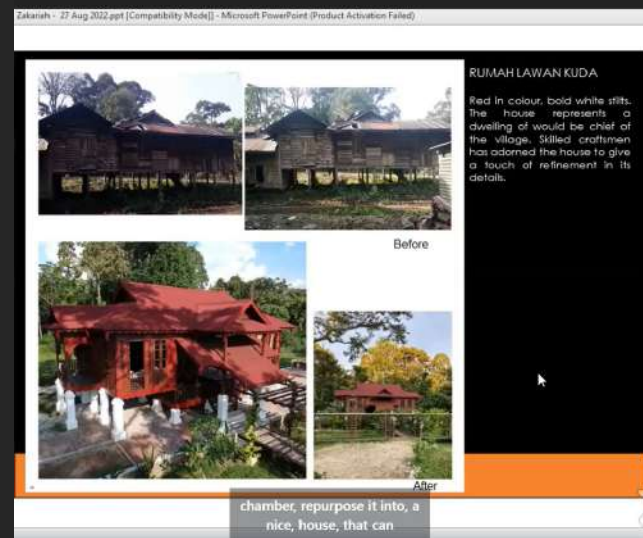 Zakariah - 27 Aug 2022.ppt [Compatibility Mode]) - Microsoft PowerPoint (Product Activation Failed)
RUMAH LAWAN KUDA
Red in colour, bold white stilts.
The house represents a
dwelling of would be chief of
the village. Skilled craftsmen
has adorned the house to give
a touch of refinement in its
details.
Before
After
chamber, repurpose it into, a
nice, house, that can